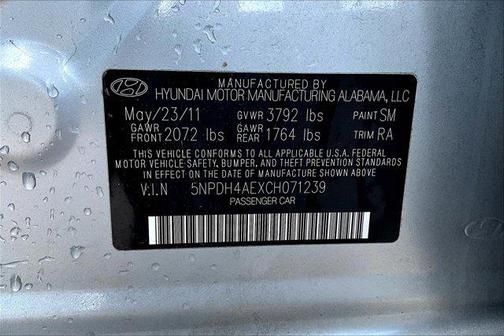 MANUFACTURED BY
HYUNDAI MOTOR MANUFACTURING ALABAMA, LLC
May/23/11 GVWR 3792 lbs PAINT SM
GAWR FRONT 2072 lbs GAWR REAR 1764 lbs TRIM RA
THIS VEHICLE CONFORMS TO ALL APPLICABLE U.S.A FEDERAL
MOTOR VEHICLE SAFETY, BUMPER, AND THEFT PREVENTION STANDARDS
IN EFFECT ON THE DATE OF MANUFACTURE SHOWN ABOVE.
V.I.N 5NPDH4AEXCH071239
PASSENGER CAR